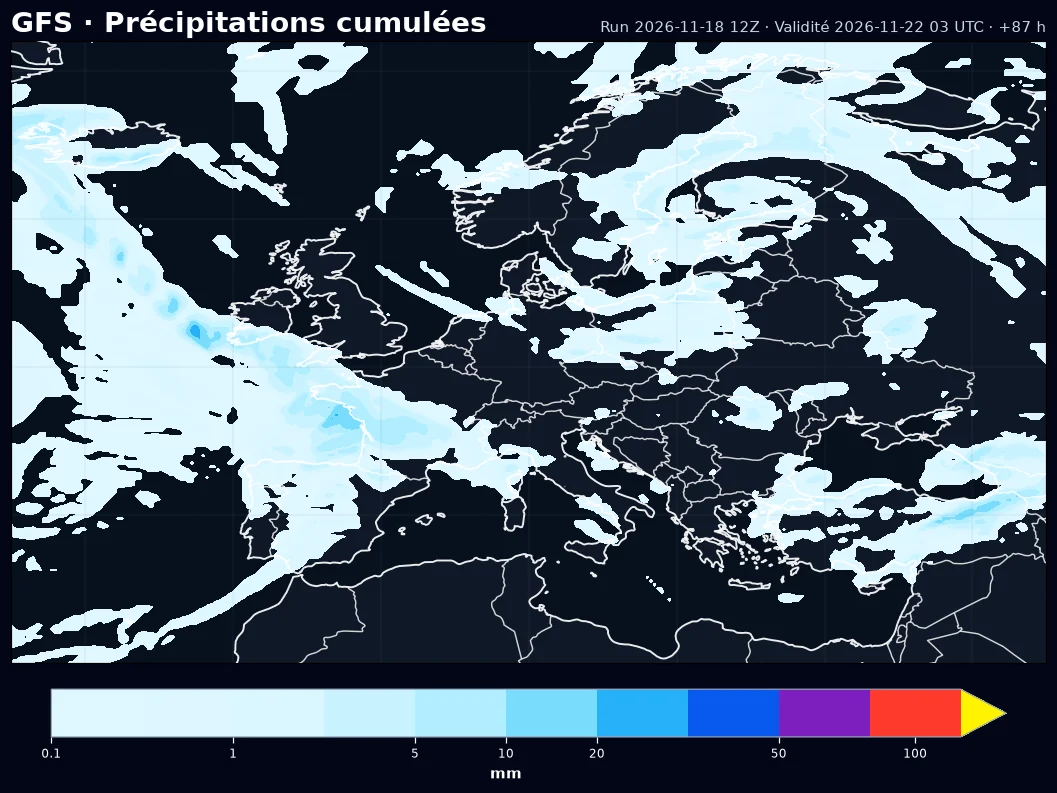 GFS · Précipitations cumulées
Run 2026-11-18 12Z · Validité 2026-11-22 03 UTC · +87 h
0.1 1 5 10 20 50 100
mm